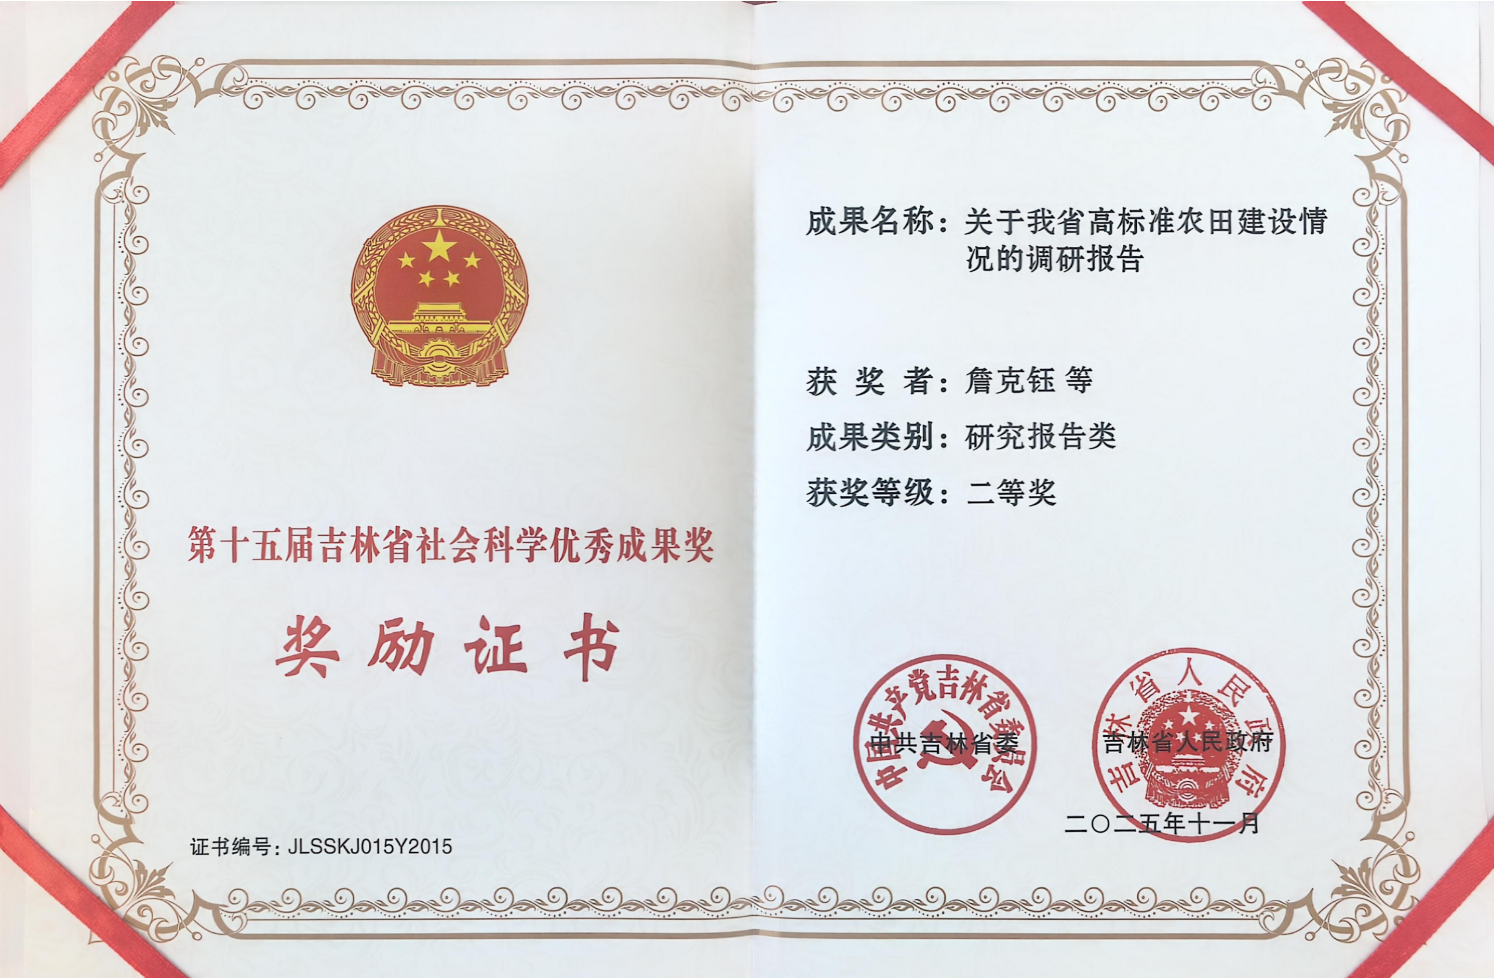 第十五届吉林省社会科学优秀成果奖
奖励证书
证书编号：JLSSKJ015Y2015
成果名称：关于我省高标准农田建设情
况的调研报告
获奖者：詹克钰 等
成果类别：研究报告类
获奖等级：二等奖
中国共产党吉林省委员会
中共吉林省委
吉林省人民政府
吉林省人民政府
二〇二五年十一月